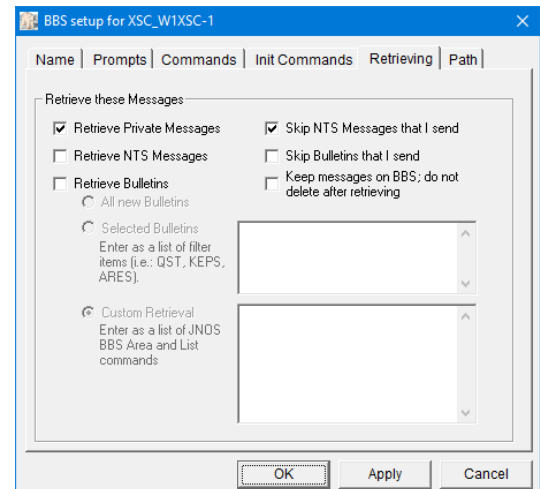 BBS setup for XSC_W1XSC-1
Name Prompts Commands Init Commands Retrieving Path
Retrieve these Messages
Retrieve Private Messages
Skip NTS Messages that I send
Retrieve NTS Messages
Skip Bulletins that I send
Retrieve Bulletins
Keep messages on BBS; do not
delete after retrieving
All new Bulletins
Selected Bulletins
Enter as a list of filter
items (i.e.: QST, KEPS,
ARES).
Custom Retrieval
Enter as a list of JNOS
BBS Area and List
commands
OK Apply Cancel